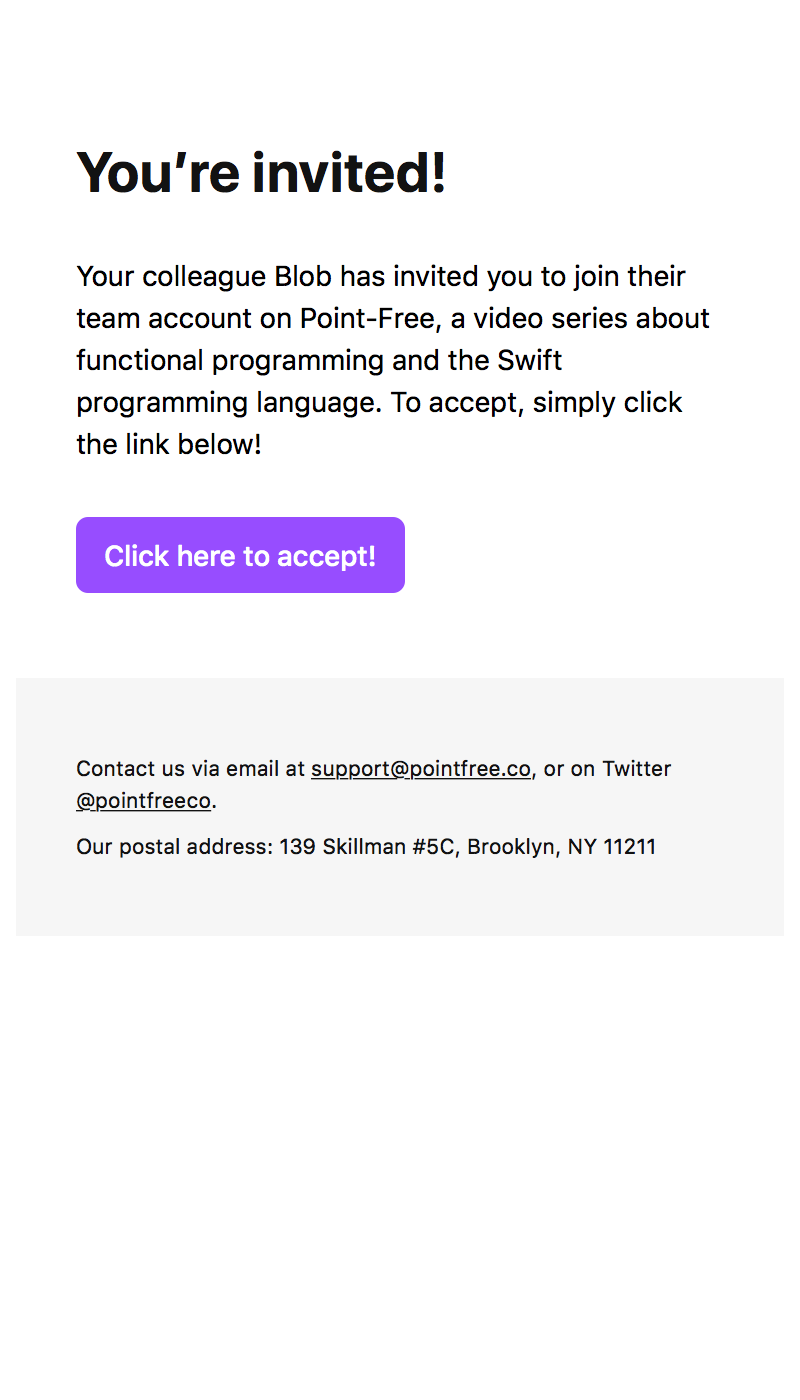 You’re invited!
Your colleague Blob has invited you to join their
team account on Point-Free, a video series about
functional programming and the Swift
programming language. To accept, simply click
the link below!
Click here to accept!
Contact us via email at support@pointfree.co, or on Twitter
@pointfreeco.
Our postal address: 139 Skillman #5C, Brooklyn, NY 11211